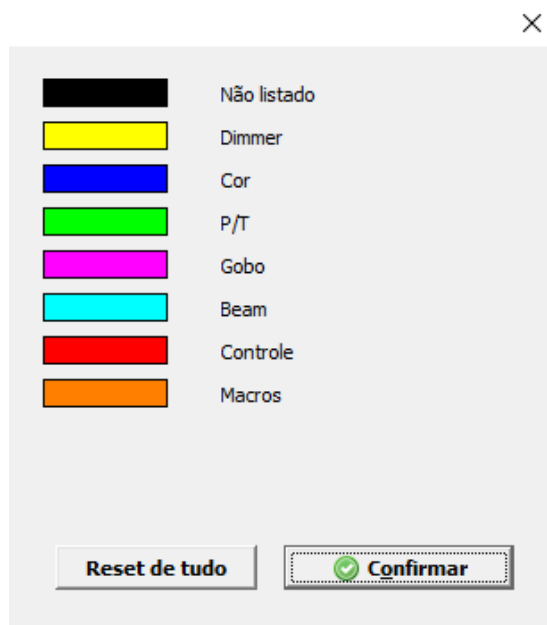 Não listado
Dimmer
Cor
P/T
Gobo
Beam
Controle
Macros
Reset de tudo
Confirmar